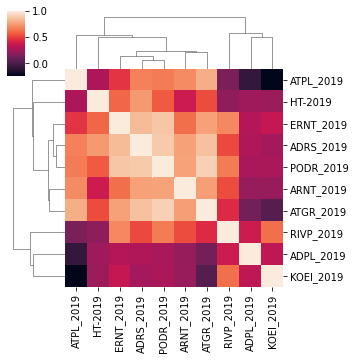 1.0
0.5
0.0
ATPL_2019
HT-2019
ERNT_2019
ADRS_2019
PODR_2019
ARNT_2019
ATGR_2019
RIVP_2019
ADPL_2019
KOEI_2019
ATPL_2019
HT-2019
ERNT_2019
ADRS_2019
PODR_2019
ARNT_2019
ATGR_2019
RIVP_2019
ADPL_2019
KOEI_2019